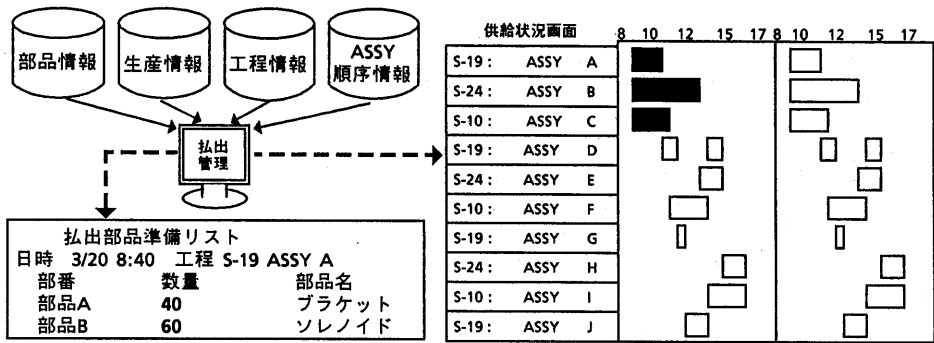 部品情報
生産情報
工程情報
ASSY
順序情報
払出
管理
払出部品準備リスト
日時 3/20 8:40 工程 S-19 ASSY A
部番 数量 部品名
部品A 40 ブラケット
部品B 60 ソレノイド
供給状況画面
8 10 12 15 17 8 10 12 15 17
S-19: ASSY A
S-24: ASSY B
S-10: ASSY C
S-19: ASSY D
S-24: ASSY E
S-10: ASSY F
S-19: ASSY G
S-24: ASSY H
S-10: ASSY I
S-19: ASSY J